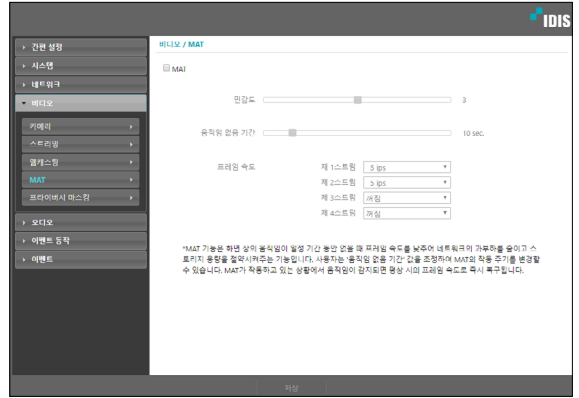 IDIS
간편 설정
시스템
네트워크
비디오
카메라
스트리밍
웹캐스팅
MAT
프라이버시 마스킹
오디오
이벤트 동작
이벤트
비디오 / MAT
MAT
민감도 3
움직임 없음 기간 10 sec.
프레임 속도 제 1스트림 5 ips
제 2스트림 5 ips
제 3스트림 꺼짐
제 4스트림 꺼짐
*MAT 기능은 화면 상의 움직임이 일정 기간 동안 없을 때 프레임 속도를 낮추어 네트워크의 과부하를 줄이고 스
토리지 용량을 절약시켜주는 기능입니다. 사용자는 '움직임 없음 기간' 값을 조정하여 MAT의 작동 주기를 변경할
수 있습니다. MAT가 작동하고 있는 상황에서 움직임이 감지되면 평상 시의 프레임 속도로 즉시 복구됩니다.
저장